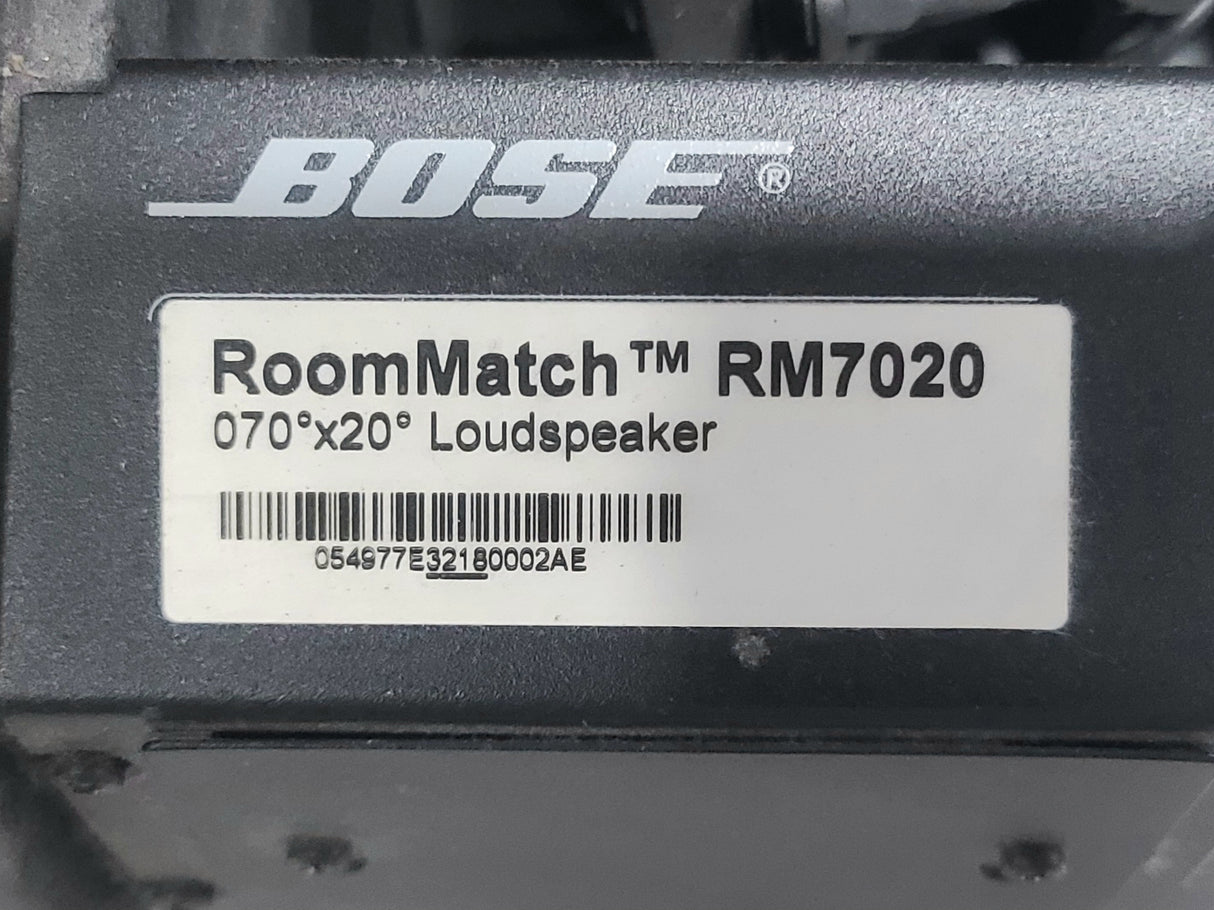 BOSE®
RoomMatch™ RM7020
070°x20° Loudspeaker
054977E32180002AE